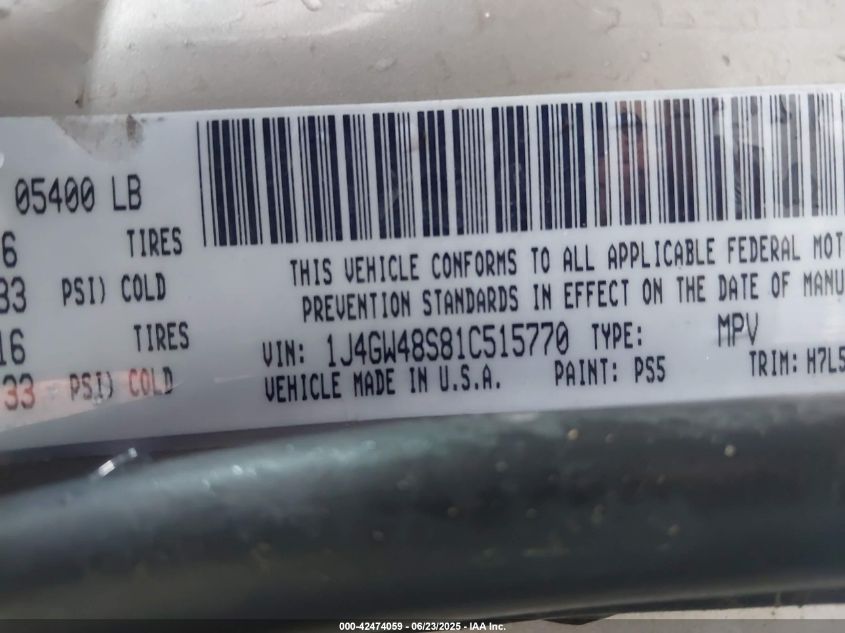 05400 LB
6 TIRES
33 PSI) COLD
16 TIRES
33 PSI) COLD
THIS VEHICLE CONFORMS TO ALL APPLICABLE FEDERAL MOT
PREVENTION STANDARDS IN EFFECT ON THE DATE OF MANU
VIN: 1J4GW48S81C515770 TYPE: MPV
VEHICLE MADE IN U.S.A. PAINT: PS5 TRIM: H7L5
000-42474059 - 06/23/2025 - IAA Inc.